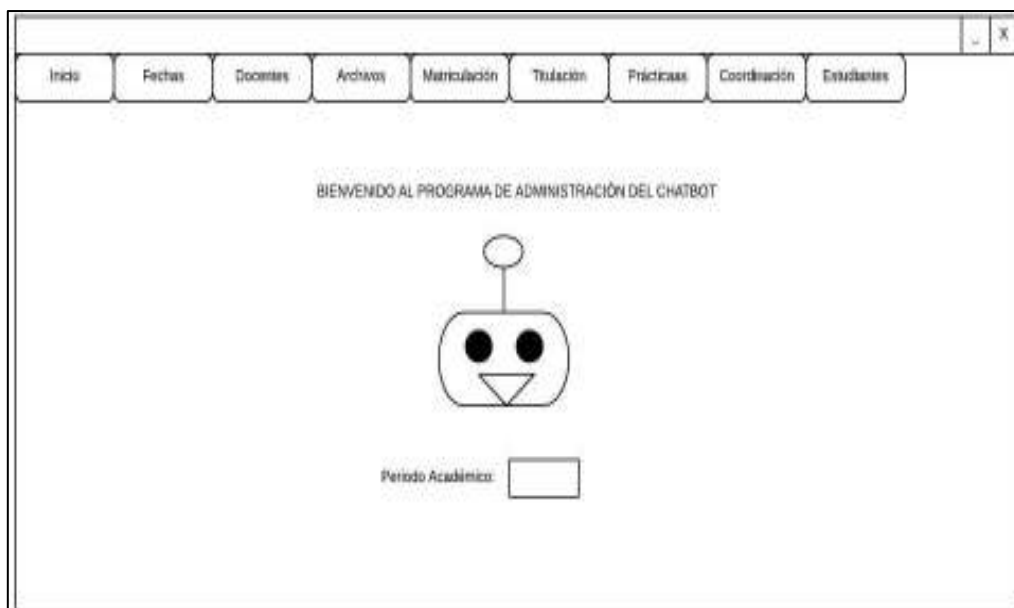 _ X
Inicio Fechas Docentes Archivos Matriculación Titulación Prácticaas Coordinación Estudiantes
BIENVENIDO AL PROGRAMA DE ADMINISTRACIÓN DEL CHATBOT
Periodo Académico: